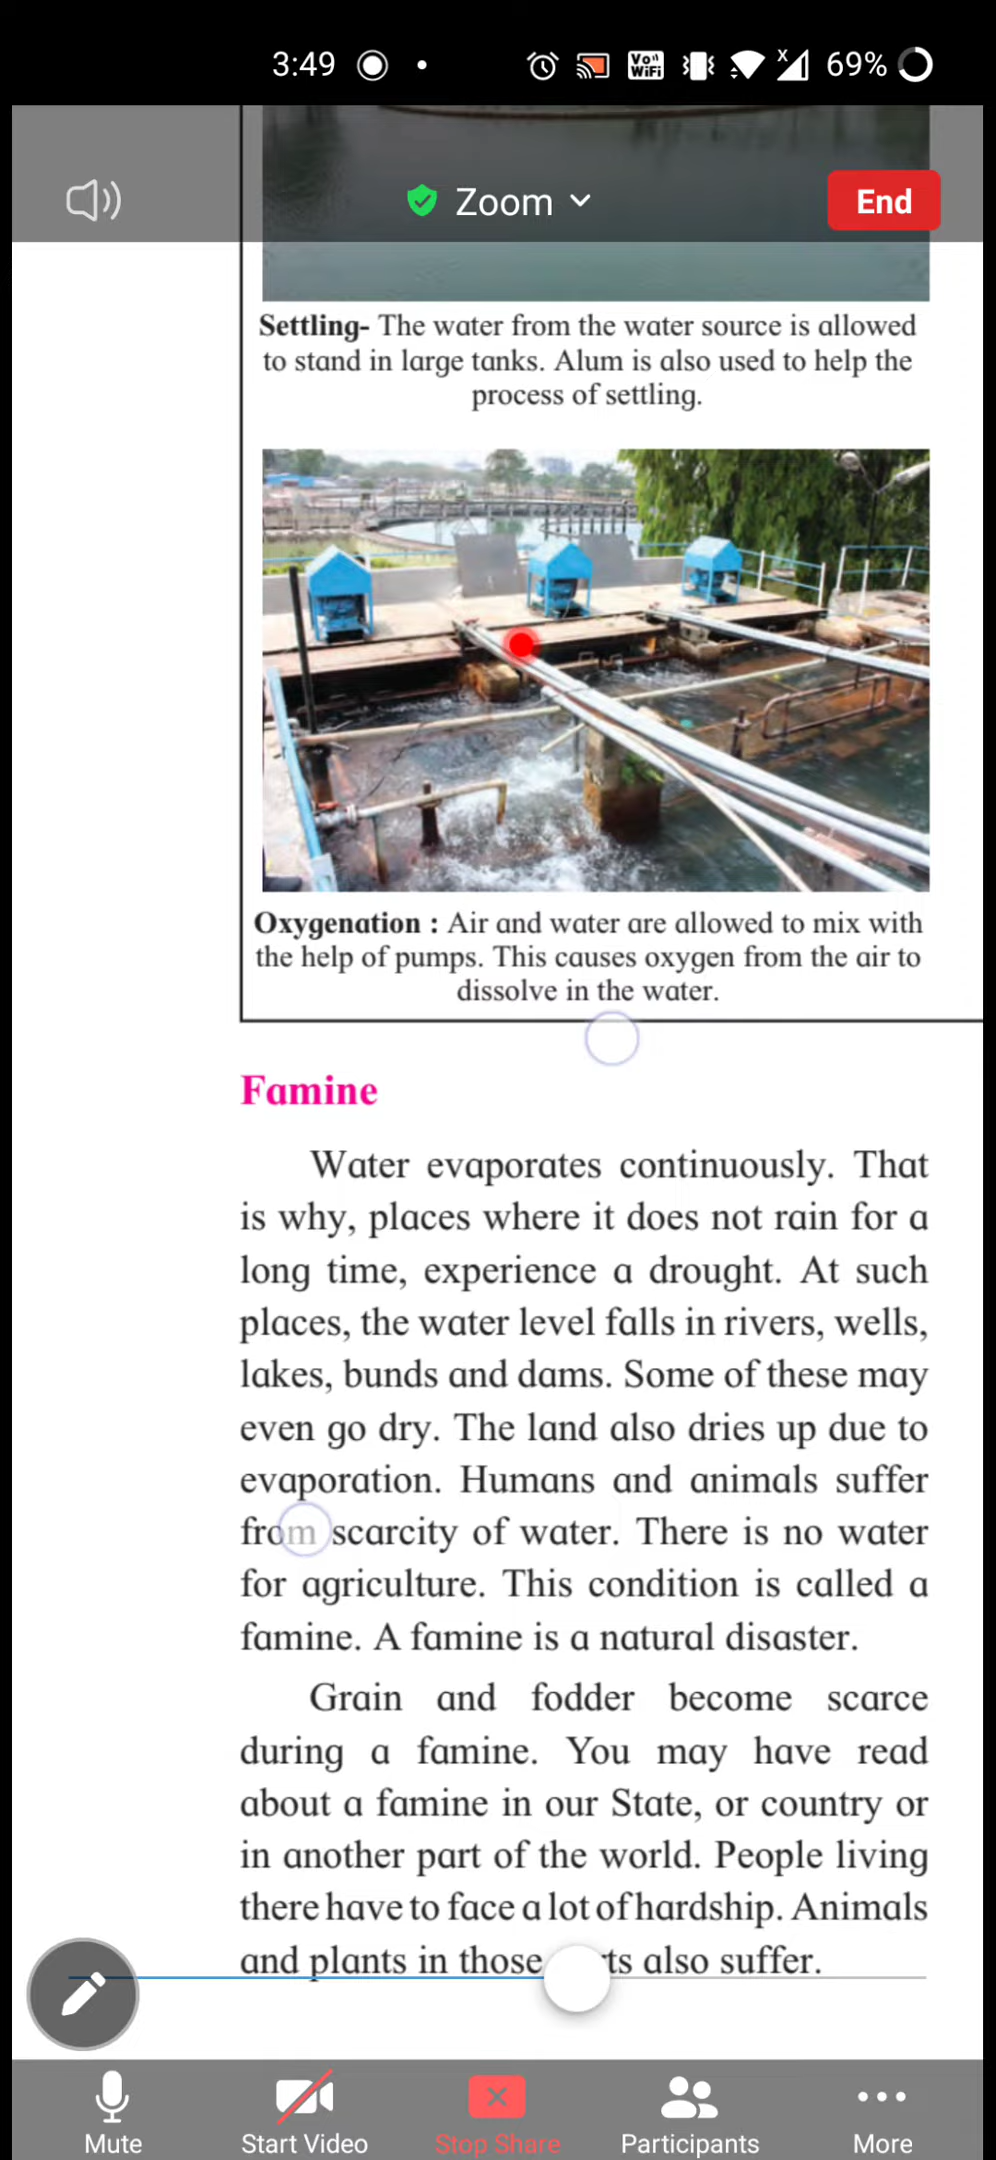 3:49
Vo))
WiFi
X
69%
Zoom
End
Settling- The water from the water source is allowed
to stand in large tanks. Alum is also used to help the
process of settling.
Oxygenation : Air and water are allowed to mix with
the help of pumps. This causes oxygen from the air to
dissolve in the water.
Famine
Water evaporates continuously. That
is why, places where it does not rain for a
long time, experience a drought. At such
places, the water level falls in rivers, wells,
lakes, bunds and dams. Some of these may
even go dry. The land also dries up due to
evaporation. Humans and animals suffer
from scarcity of water. There is no water
for agriculture. This condition is called a
famine. A famine is a natural disaster.
Grain and fodder become scarce
during a famine. You may have read
about a famine in our State, or country or
in another part of the world. People living
there have to face a lot of hardship. Animals
and plants in those ts also suffer.
Mute
Start Video
Stop Share
Participants
More